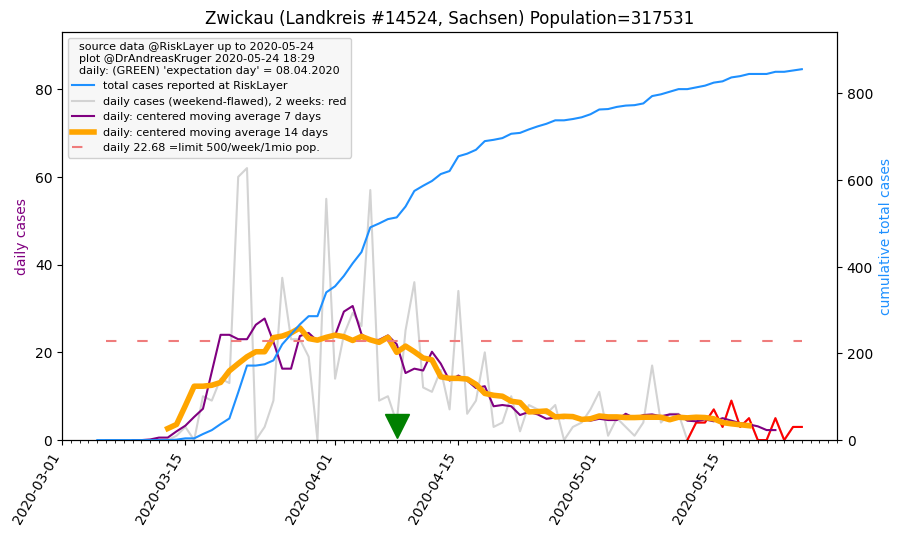 Zwickau (Landkreis #14524, Sachsen) Population=317531
source data @RiskLayer up to 2020-05-24
plot @DrAndreasKruger 2020-05-24 18:29
daily: (GREEN) 'expectation day' = 08.04.2020
total cases reported at RiskLayer
daily cases (weekend-flawed), 2 weeks: red
daily: centered moving average 7 days
daily: centered moving average 14 days
daily 22.68 =limit 500/week/1mio pop.
daily cases
80
60
40
20
0
cumulative total cases
800
600
400
200
0
2020-03-01
2020-03-15
2020-04-01
2020-04-15
2020-05-01
2020-05-15